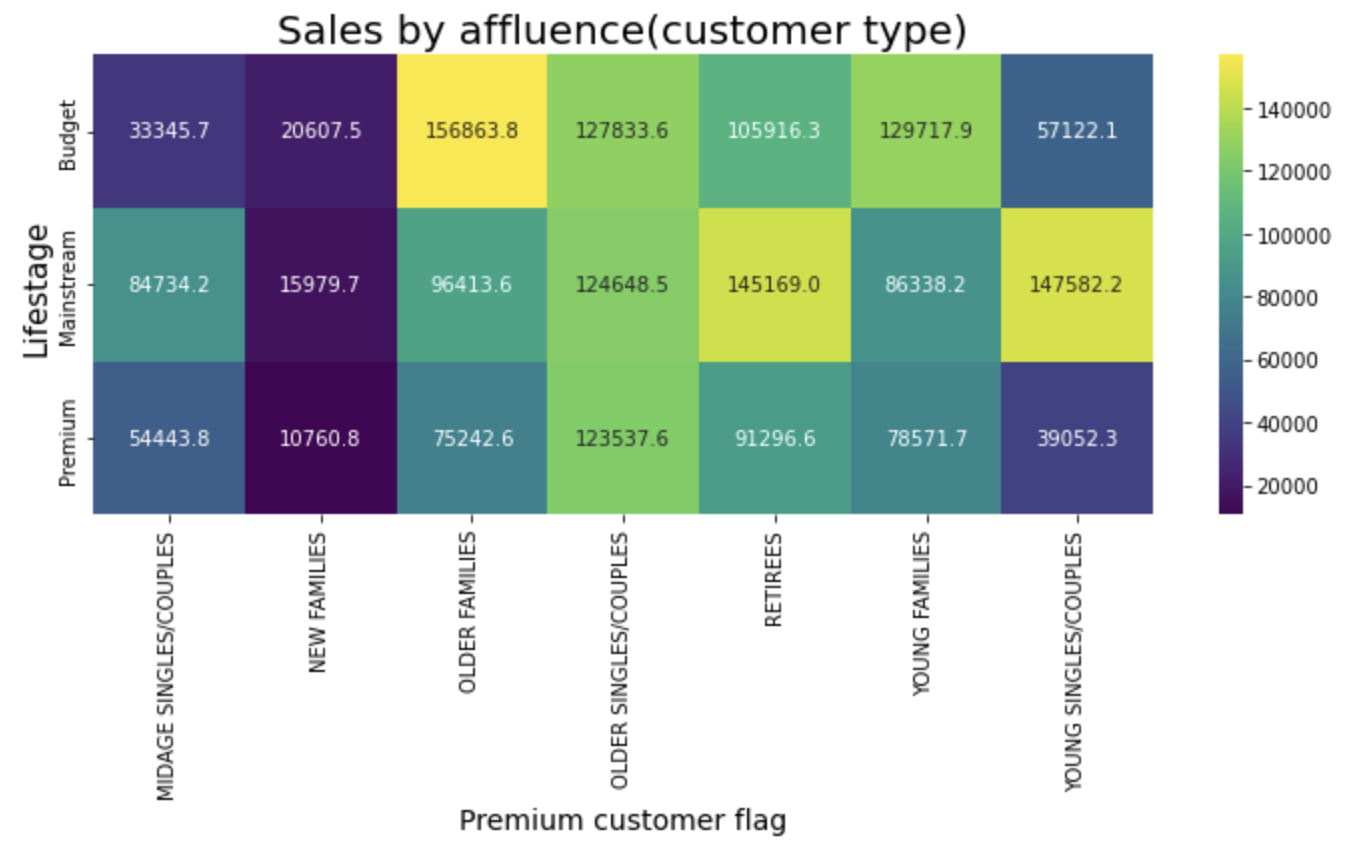 Sales by affluence(customer type)
Lifestage
Budget
33345.7 20607.5 156863.8 127833.6 105916.3 129717.9 57122.1
Mainstream
84734.2 15979.7 96413.6 124648.5 145169.0 86338.2 147582.2
Premium
54443.8 10760.8 75242.6 123537.6 91296.6 78571.7 39052.3
MIDAGE SINGLES/COUPLES
NEW FAMILIES
OLDER FAMILIES
OLDER SINGLES/COUPLES
RETIREES
YOUNG FAMILIES
YOUNG SINGLES/COUPLES
Premium customer flag
140000
120000
100000
80000
60000
40000
20000